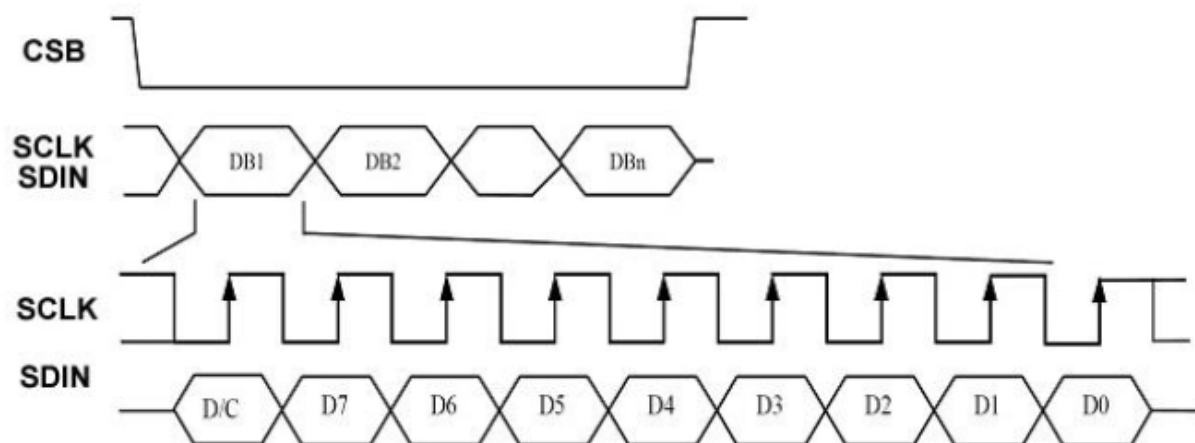 CSB
SCLK
SDIN
DB1 DB2 DBn
SCLK
SDIN
D/C D7 D6 D5 D4 D3 D2 D1 D0